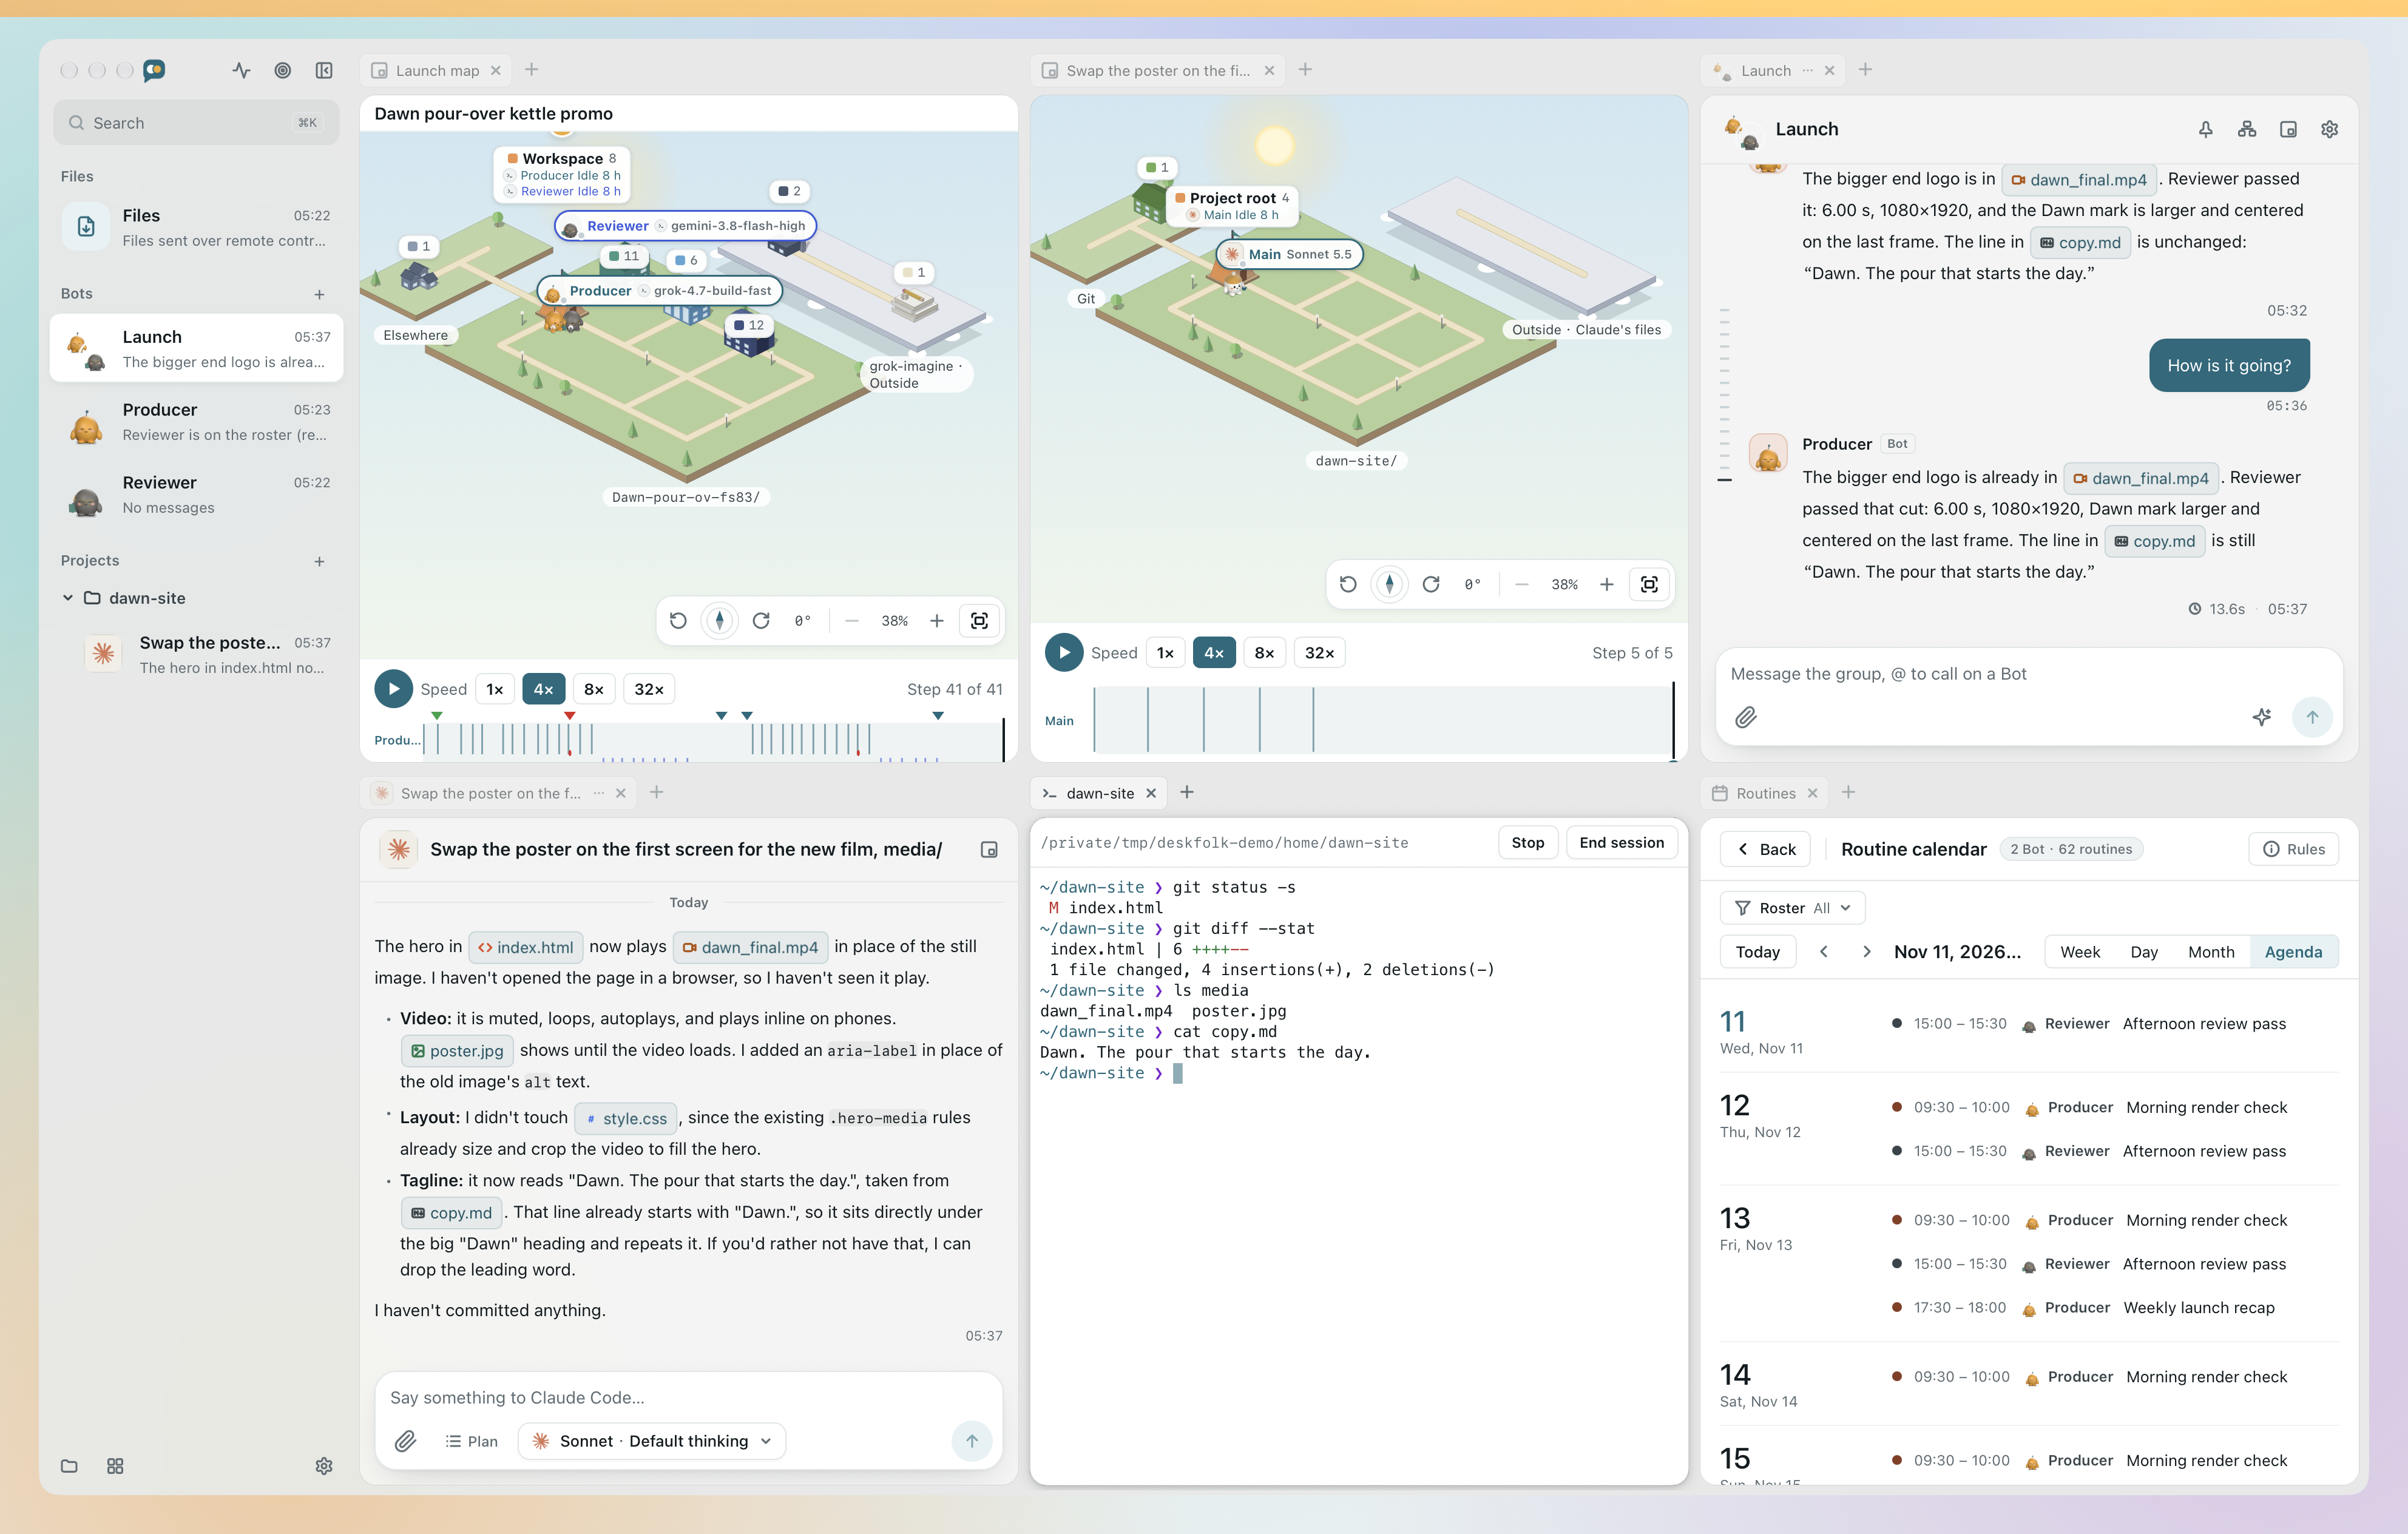 Search ⌘K
Files
Files 05:22
Files sent over remote contr...
Bots +
Launch 05:37
The bigger end logo is alrea...
Producer 05:23
Reviewer is on the roster (re...
Reviewer 05:22
No messages
Projects +
dawn-site
Swap the poste... 05:37
The hero in index.html no...
Launch map
Dawn pour-over kettle promo
Workspace 8
Producer Idle 8 h
Reviewer Idle 8 h
2
Reviewer gemini-3.8-flash-high
1
11
6
1
Producer grok-4.7-build-fast
12
Elsewhere
grok-imagine ·
Outside
Dawn-pour-ov-fs83/
0° 38%
Speed 1× 4× 8× 32× Step 41 of 41
Produ...
Swap the poster on the fi...
1
Project root 4
Main Idle 8 h
Main Sonnet 5.5
Git
Outside · Claude's files
dawn-site/
0° 38%
Speed 1× 4× 8× 32× Step 5 of 5
Main
Launch ...
Launch
The bigger end logo is in dawn_final.mp4. Reviewer passed
it: 6.00 s, 1080×1920, and the Dawn mark is larger and centered
on the last frame. The line in copy.md is unchanged:
“Dawn. The pour that starts the day.”
05:32
How is it going?
05:36
Producer Bot
The bigger end logo is already in dawn_final.mp4. Reviewer
passed that cut: 6.00 s, 1080×1920, Dawn mark larger and
centered on the last frame. The line in copy.md is still
“Dawn. The pour that starts the day.”
13.6s · 05:37
Message the group, @ to call on a Bot
Swap the poster on the f... ...
Swap the poster on the first screen for the new film, media/
Today
The hero in index.html now plays dawn_final.mp4 in place of the still
image. I haven't opened the page in a browser, so I haven't seen it play.
• Video: it is muted, loops, autoplays, and plays inline on phones.
poster.jpg shows until the video loads. I added an aria-label in place of
the old image's alt text.
• Layout: I didn't touch # style.css, since the existing .hero-media rules
already size and crop the video to fill the hero.
• Tagline: it now reads "Dawn. The pour that starts the day.", taken from
copy.md. That line already starts with "Dawn.", so it sits directly under
the big "Dawn" heading and repeats it. If you'd rather not have that, I can
drop the leading word.
I haven't committed anything.
05:37
Say something to Claude Code...
Plan Sonnet · Default thinking
dawn-site
/private/tmp/deskfolk-demo/home/dawn-site Stop End session
~/dawn-site ❯ git status -s
M index.html
~/dawn-site ❯ git diff --stat
index.html | 6 ++++--
1 file changed, 4 insertions(+), 2 deletions(-)
~/dawn-site ❯ ls media
dawn_final.mp4 poster.jpg
~/dawn-site ❯ cat copy.md
Dawn. The pour that starts the day.
~/dawn-site ❯
Routines
Back Routine calendar 2 Bot · 62 routines Rules
Roster All
Today Nov 11, 2026... Week Day Month Agenda
11 15:00 – 15:30 Reviewer Afternoon review pass
Wed, Nov 11
12 09:30 – 10:00 Producer Morning render check
Thu, Nov 12
15:00 – 15:30 Reviewer Afternoon review pass
13 09:30 – 10:00 Producer Morning render check
Fri, Nov 13
15:00 – 15:30 Reviewer Afternoon review pass
17:30 – 18:00 Producer Weekly launch recap
14 09:30 – 10:00 Producer Morning render check
Sat, Nov 14
15 09:30 – 10:00 Producer Morning render check
Sun, Nov 15